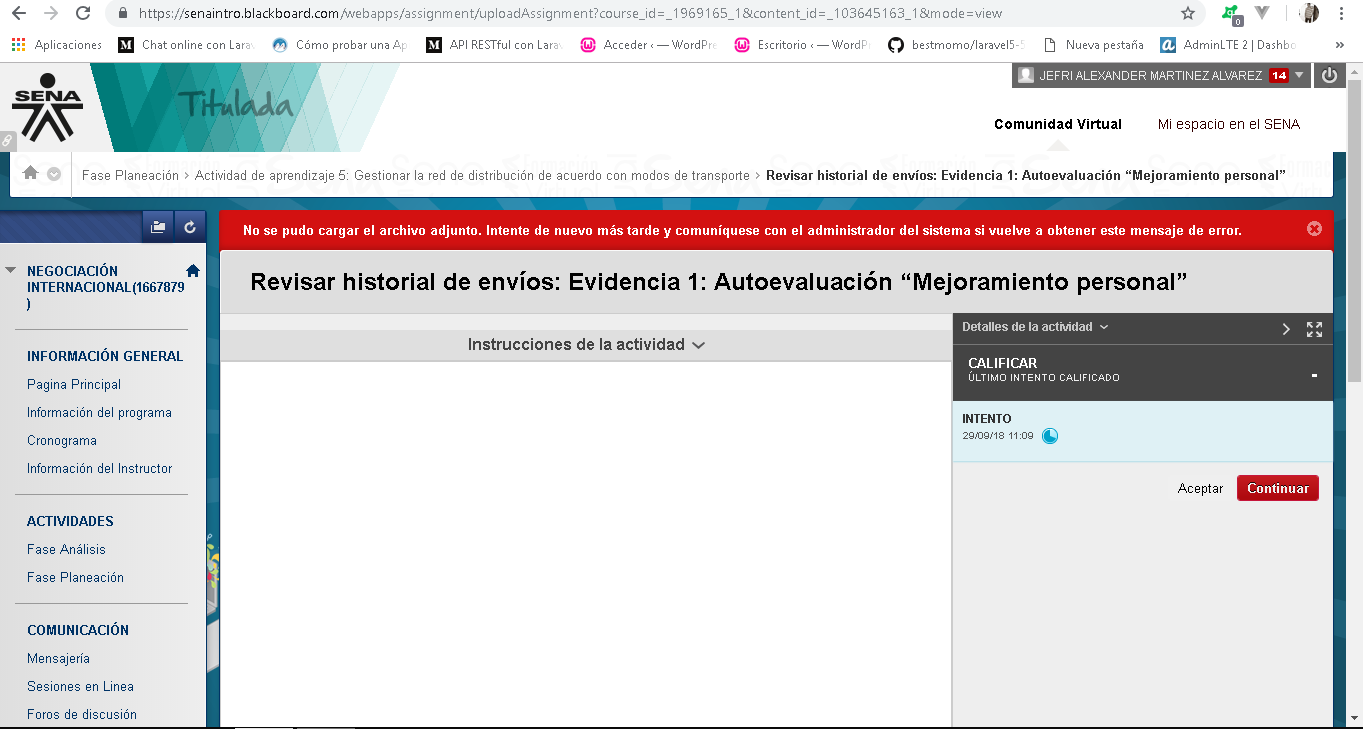 https://senaintro.blackboard.com/webapps/assignment/uploadAssignment?course_id=_1969165_1&content_id=_103645163_1&mode=view
0
Aplicaciones Chat online con Lara Cómo probar una Ap API RESTful con Lara Acceder ‹ — WordPre Escritorio ‹ — WordP bestmomo/laravel5-5 Nueva pestaña AdminLTE 2 | Dashbo »
SENA
Titulada
JEFRI ALEXANDER MARTINEZ ALVAREZ 14
Comunidad Virtual Mi espacio en el SENA
Fase Planeación > Actividad de aprendizaje 5: Gestionar la red de distribución de acuerdo con modos de transporte > Revisar historial de envíos: Evidencia 1: Autoevaluación “Mejoramiento personal”
No se pudo cargar el archivo adjunto. Intente de nuevo más tarde y comuníquese con el administrador del sistema si vuelve a obtener este mensaje de error.
NEGOCIACIÓN
INTERNACIONAL(1667879
)
INFORMACIÓN GENERAL
Pagina Principal
Información del programa
Cronograma
Información del Instructor
ACTIVIDADES
Fase Análisis
Fase Planeación
COMUNICACIÓN
Mensajería
Sesiones en Linea
Foros de discusión
Revisar historial de envíos: Evidencia 1: Autoevaluación “Mejoramiento personal”
Instrucciones de la actividad
Detalles de la actividad
CALIFICAR
ÚLTIMO INTENTO CALIFICADO
-
INTENTO
29/09/18 11:09
Aceptar Continuar